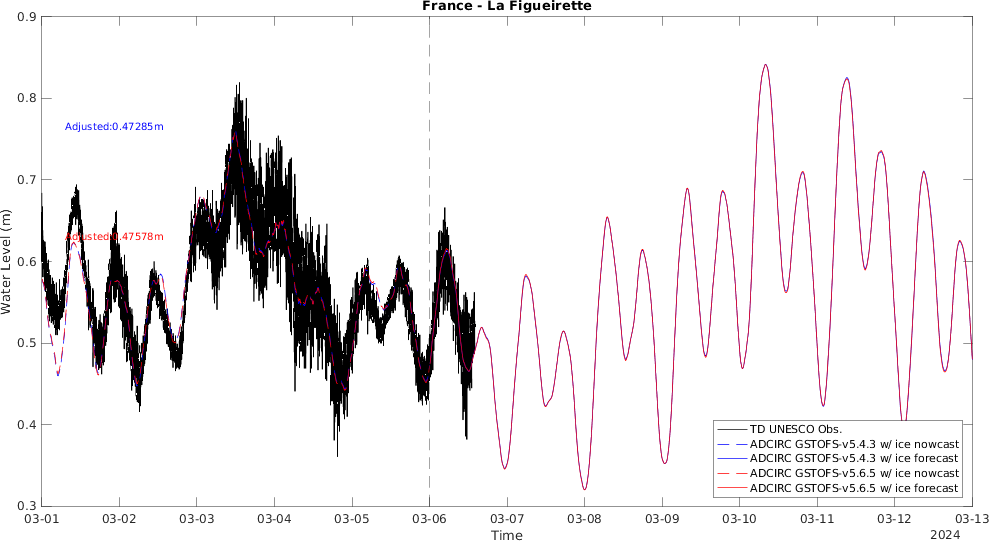 France - La Figueirette
0.9
0.8
0.7
0.6
0.5
0.4
0.3
Water Level (m)
Adjusted:0.47285m
Adjusted:0.47578m
TD UNESCO Obs.
ADCIRC GSTOFS-v5.4.3 w/ ice nowcast
ADCIRC GSTOFS-v5.4.3 w/ ice forecast
ADCIRC GSTOFS-v5.6.5 w/ ice nowcast
ADCIRC GSTOFS-v5.6.5 w/ ice forecast
03-01 03-02 03-03 03-04 03-05 03-06 03-07 03-08 03-09 03-10 03-11 03-12 03-13
Time
2024